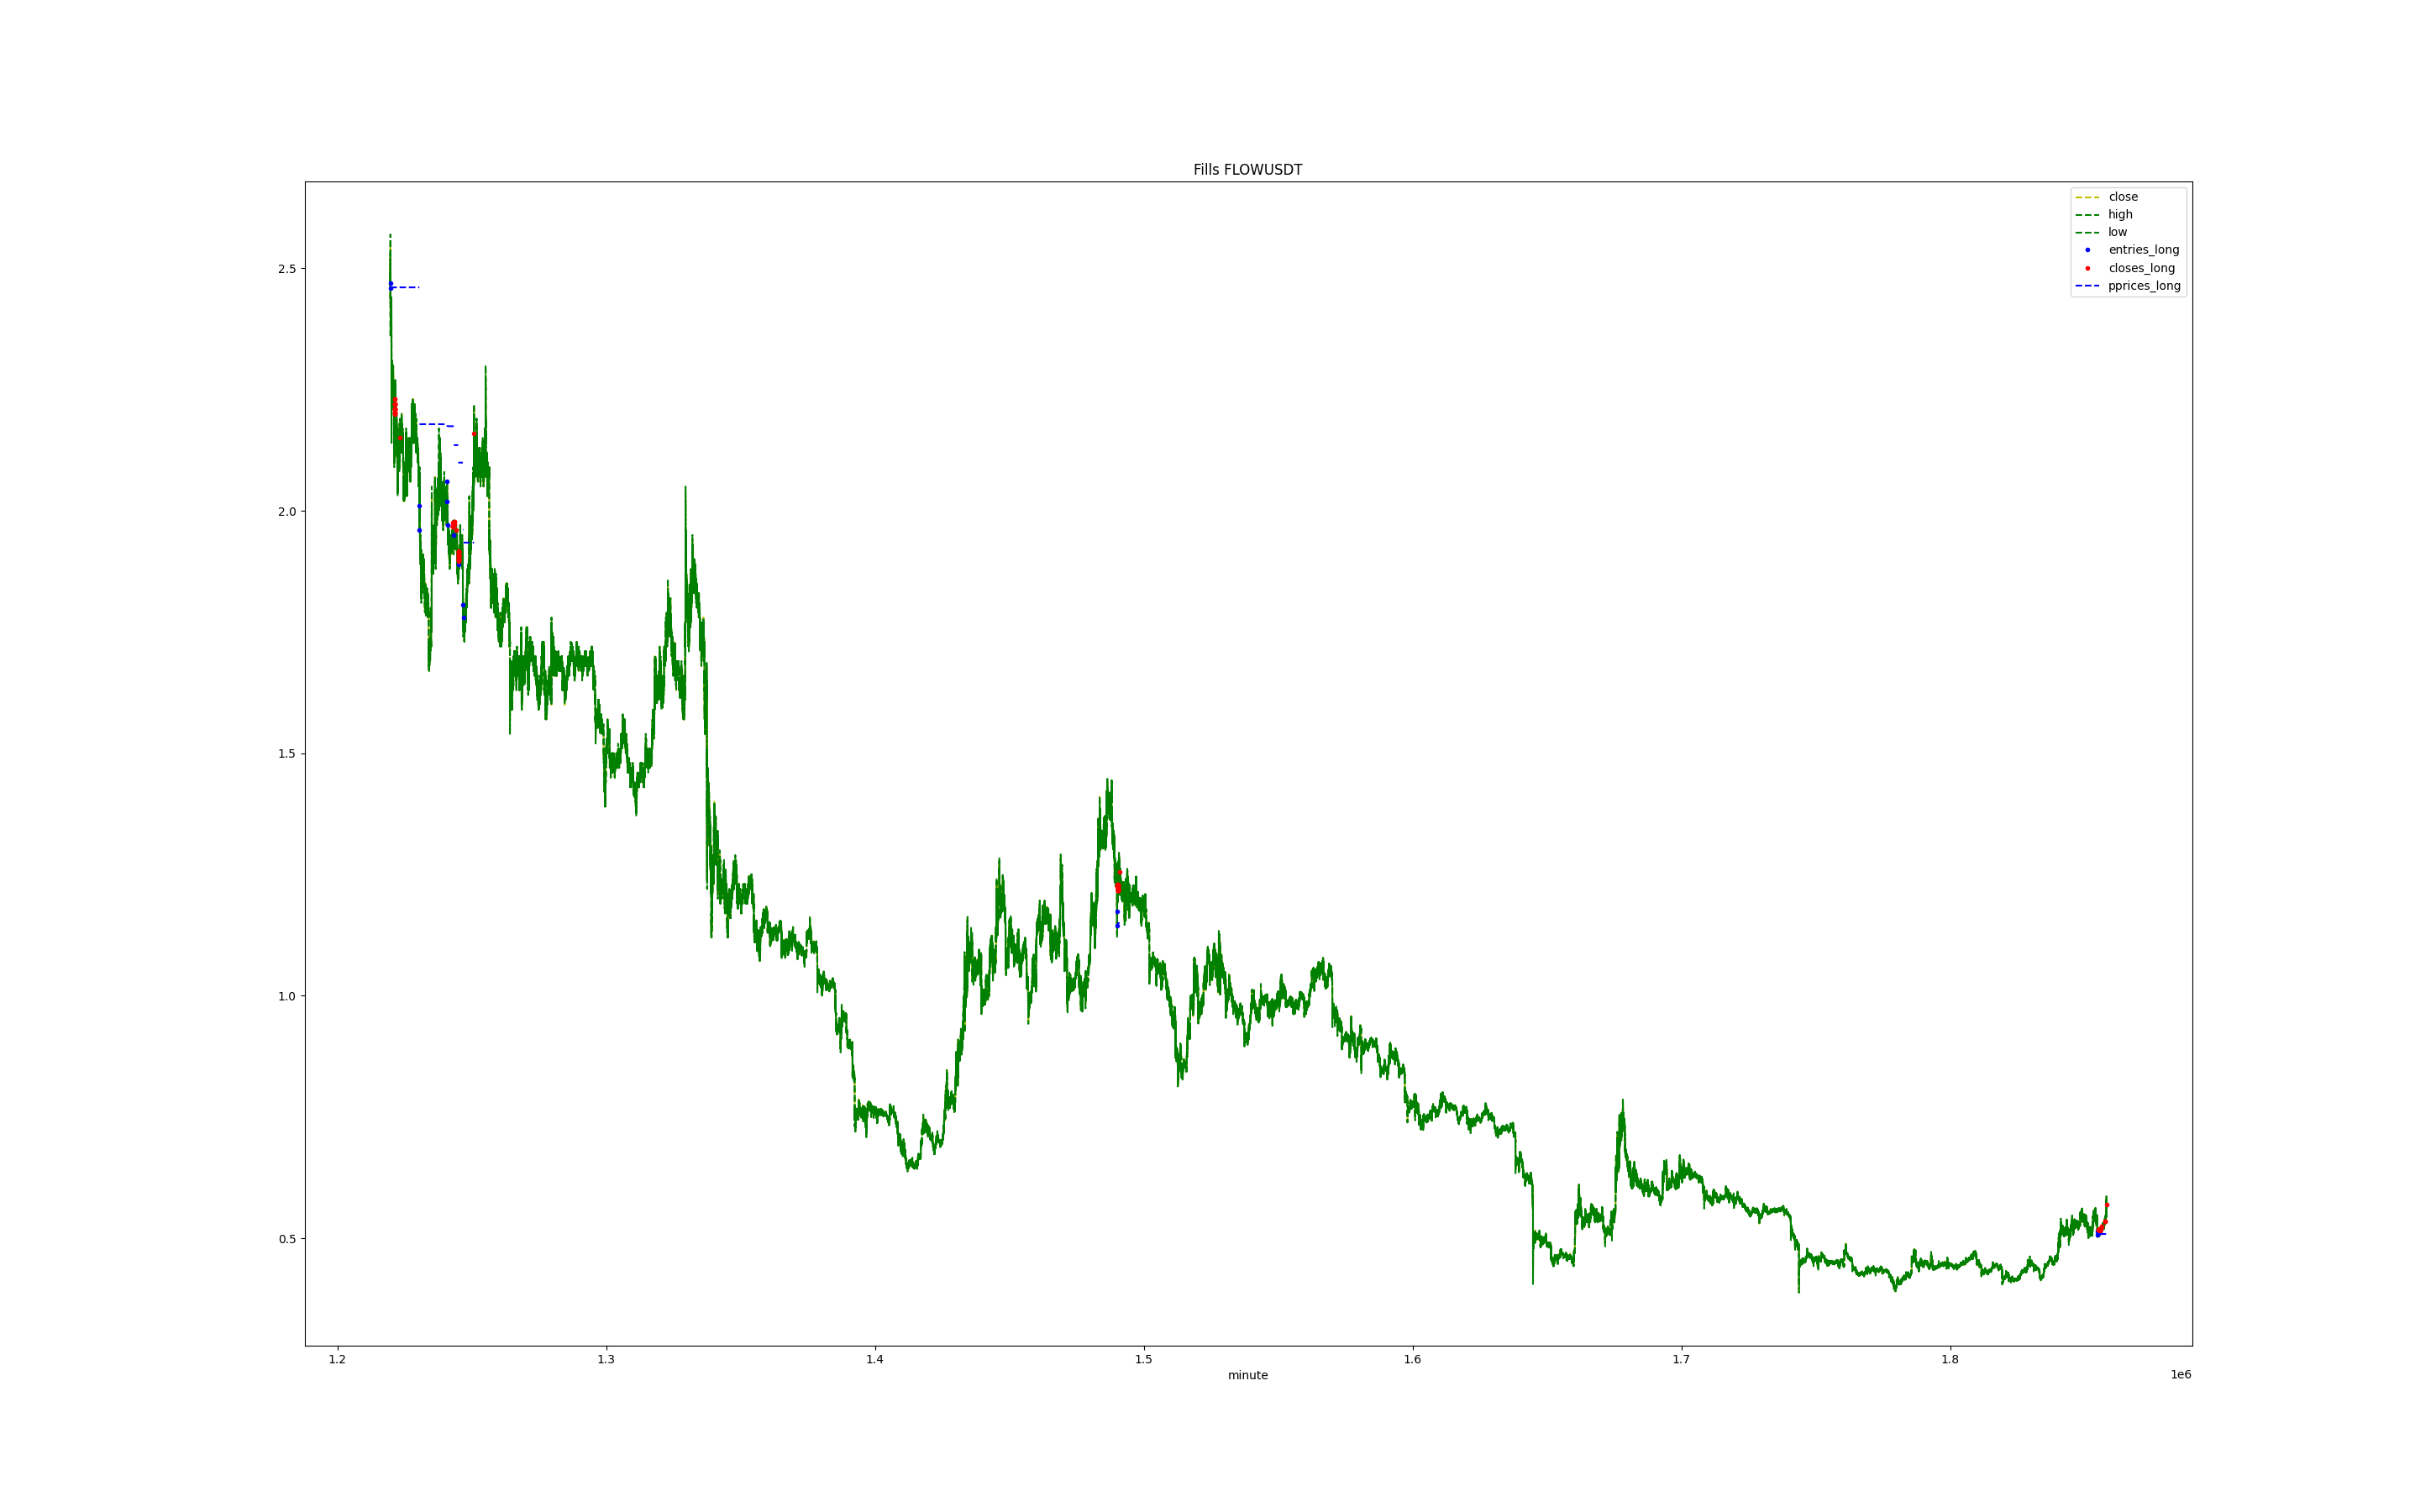 Fills FLOWUSDT
close
high
low
entries_long
closes_long
pprices_long
2.5
2.0
1.5
1.0
0.5
1.2
1.3
1.4
1.5
1.6
1.7
1.8
minute
1e6